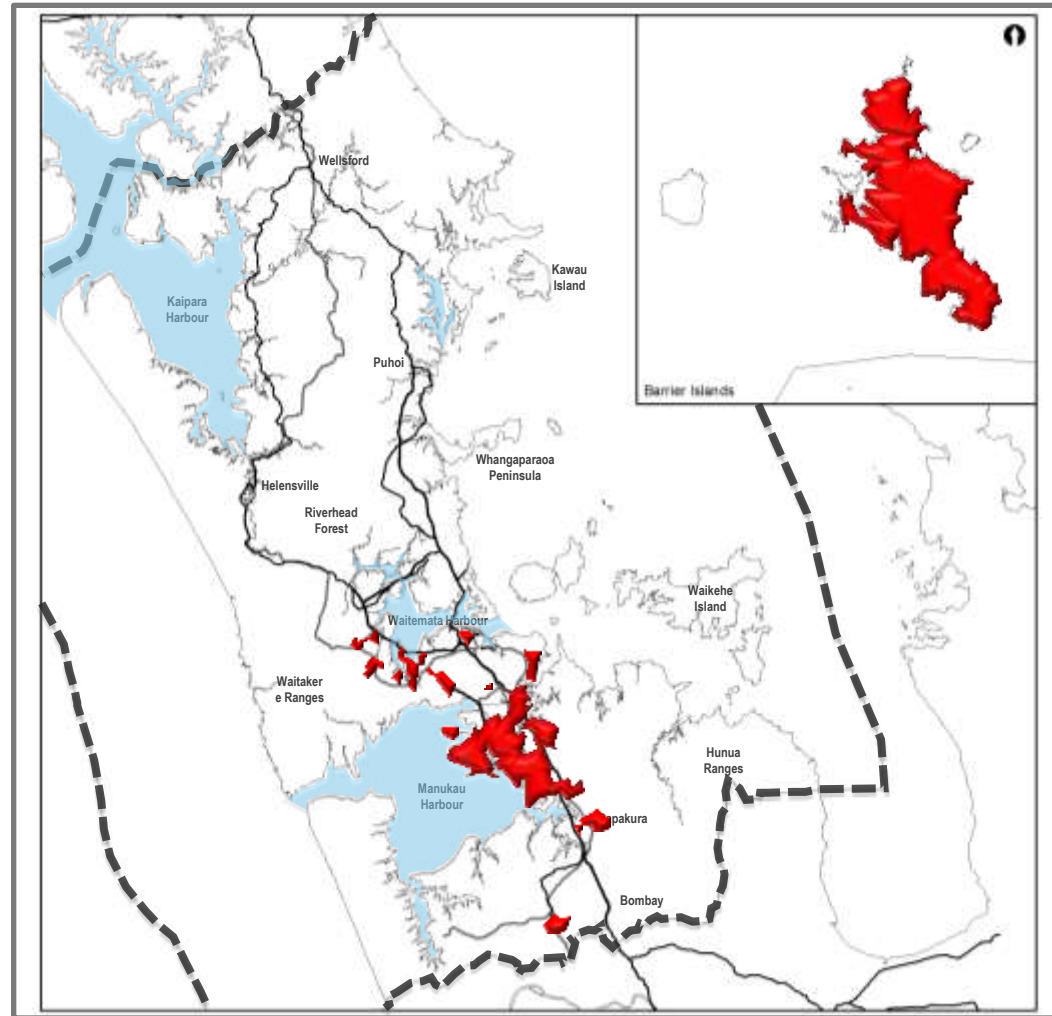 Wellsford
Kawau
Island
Kaipara
Harbour
Puhoi
Barrier Islands
Whangaparaoa
Peninsula
Helensville
Riverhead
Forest
Waikehe
Island
Waitemata Harbour
Waitaker
e Ranges
Hunua
Ranges
Manukau
Harbour
apakura
Bombay